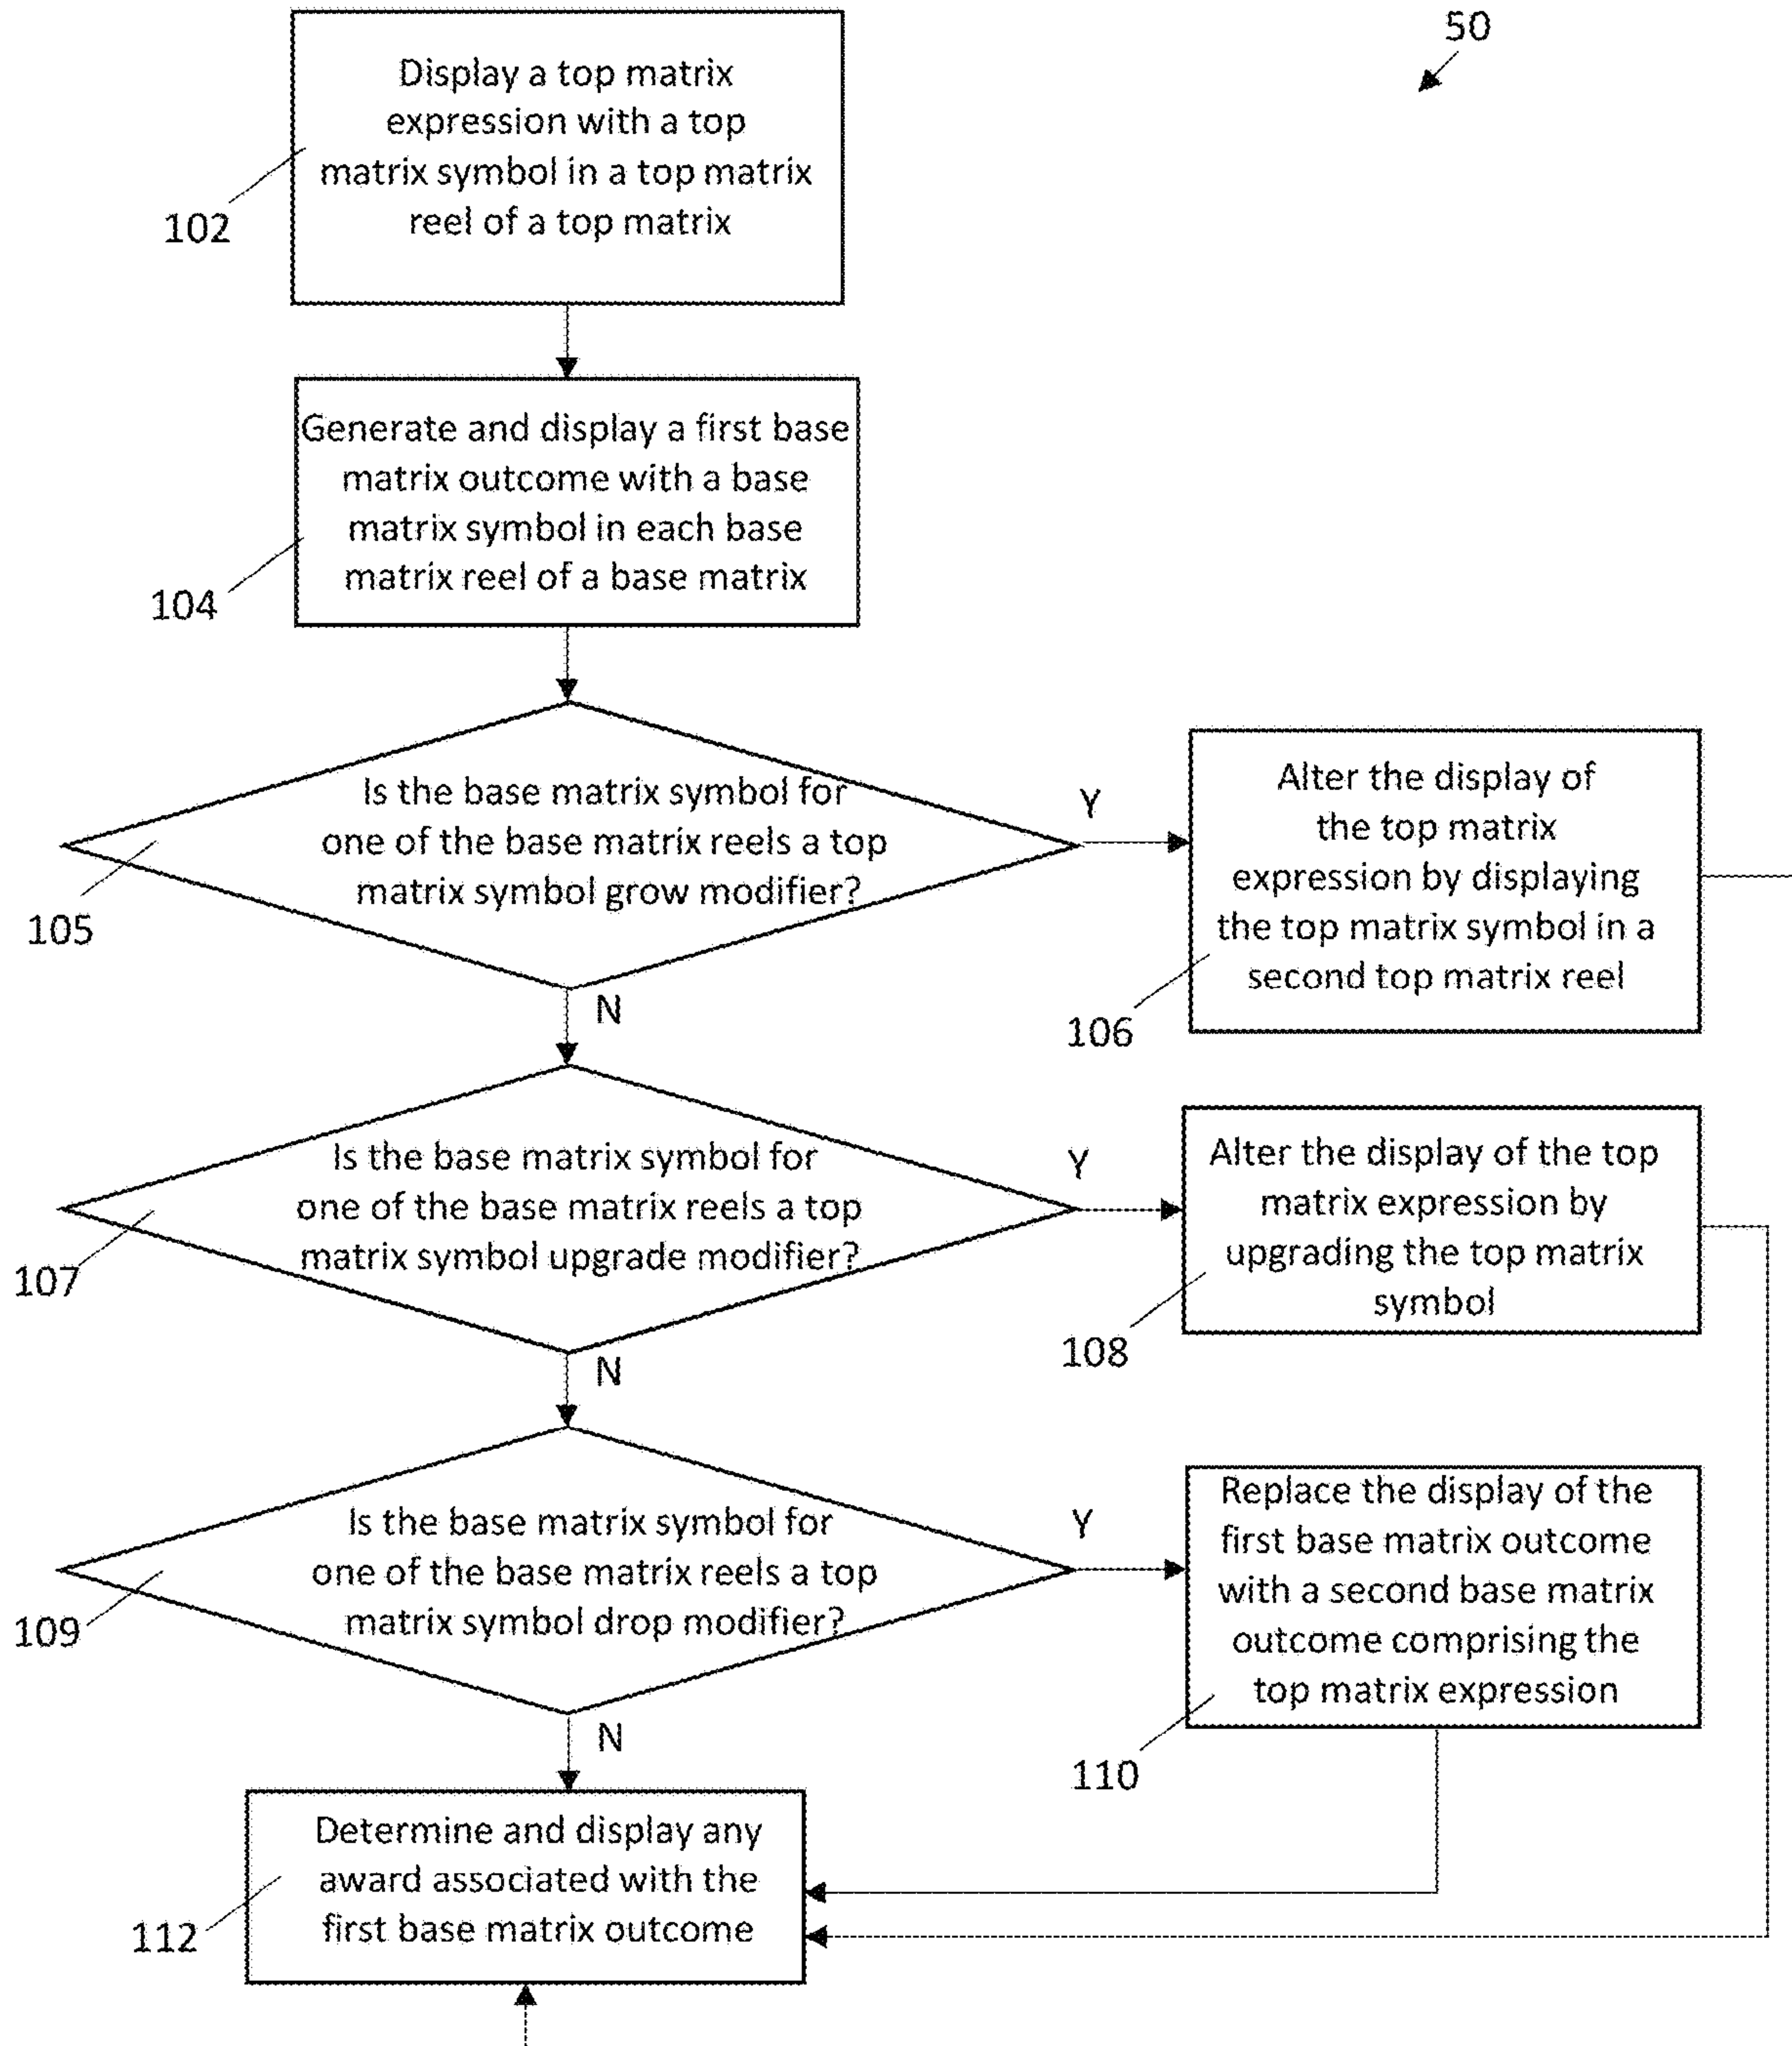 50
Display a top matrix
expression with a top
matrix symbol in a top matrix
reel of a top matrix
102
Generate and display a first base
matrix outcome with a base
matrix symbol in each base
matrix reel of a base matrix
104
Is the base matrix symbol for
one of the base matrix reels a top
matrix symbol grow modifier?
105
Y
N
Alter the display of
the top matrix
expression by displaying
the top matrix symbol in a
second top matrix reel
106
Is the base matrix symbol for
one of the base matrix reels a top
matrix symbol upgrade modifier?
107
Y
N
Alter the display of the top
matrix expression by
upgrading the top matrix
symbol
108
Is the base matrix symbol for
one of the base matrix reels a top
matrix symbol drop modifier?
109
Y
N
Replace the display of the
first base matrix outcome
with a second base matrix
outcome comprising the
top matrix expression
110
Determine and display any
award associated with the
first base matrix outcome
112